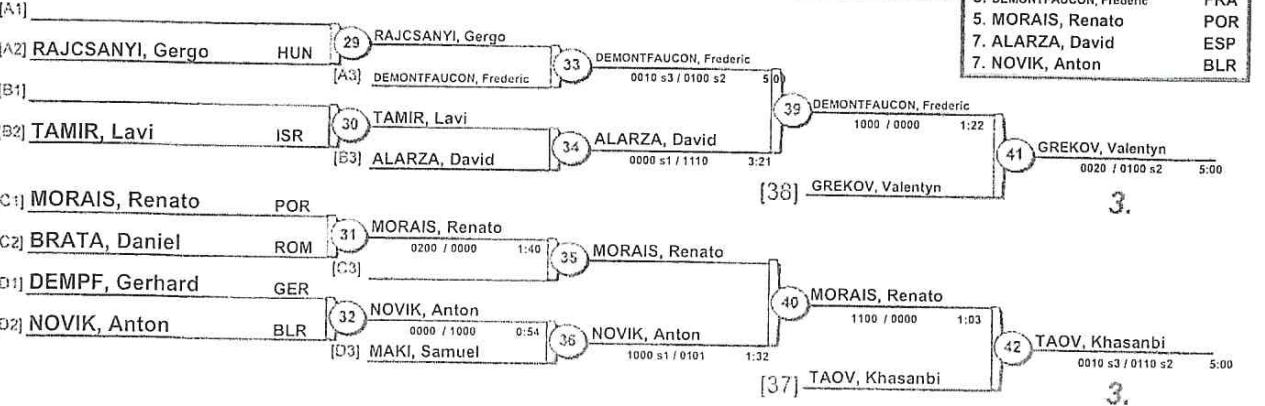 [A1]
[A2] RAJCSANYI, Gergo HUN
29
RAJCSANYI, Gergo
[A3] DEMONTFAUCON, Frederic
33
DEMONTFAUCON, Frederic
0010 s3 / 0100 s2
[B1]
[B2] TAMIR, Lavi ISR
30
TAMIR, Lavi
[B3] ALARZA, David
34
ALARZA, David
0000 s1 / 1110 3:21
39
DEMONTFAUCON, Frederic
1000 / 0000 1:22
[38] GREKOV, Valentyn
41
GREKOV, Valentyn
0020 / 0100 s2 5:00
3.
[C1] MORAIS, Renato POR
[C2] BRATA, Daniel ROM
31
MORAIS, Renato
0200 / 0000 1:40
[C3]
35
MORAIS, Renato
[D1] DEMPF, Gerhard GER
[D2] NOVIK, Anton BLR
32
NOVIK, Anton
0000 / 1000 0:54
[D3] MAKI, Samuel
36
NOVIK, Anton
1000 s1 / 0101 1:32
40
MORAIS, Renato
1100 / 0000 1:03
[37] TAOV, Khasanbi
42
TAOV, Khasanbi
0010 s3 / 0110 s2 5:00
3.
DEMONTFAUCON, Frederic FRA
5. MORAIS, Renato POR
7. ALARZA, David ESP
7. NOVIK, Anton BLR